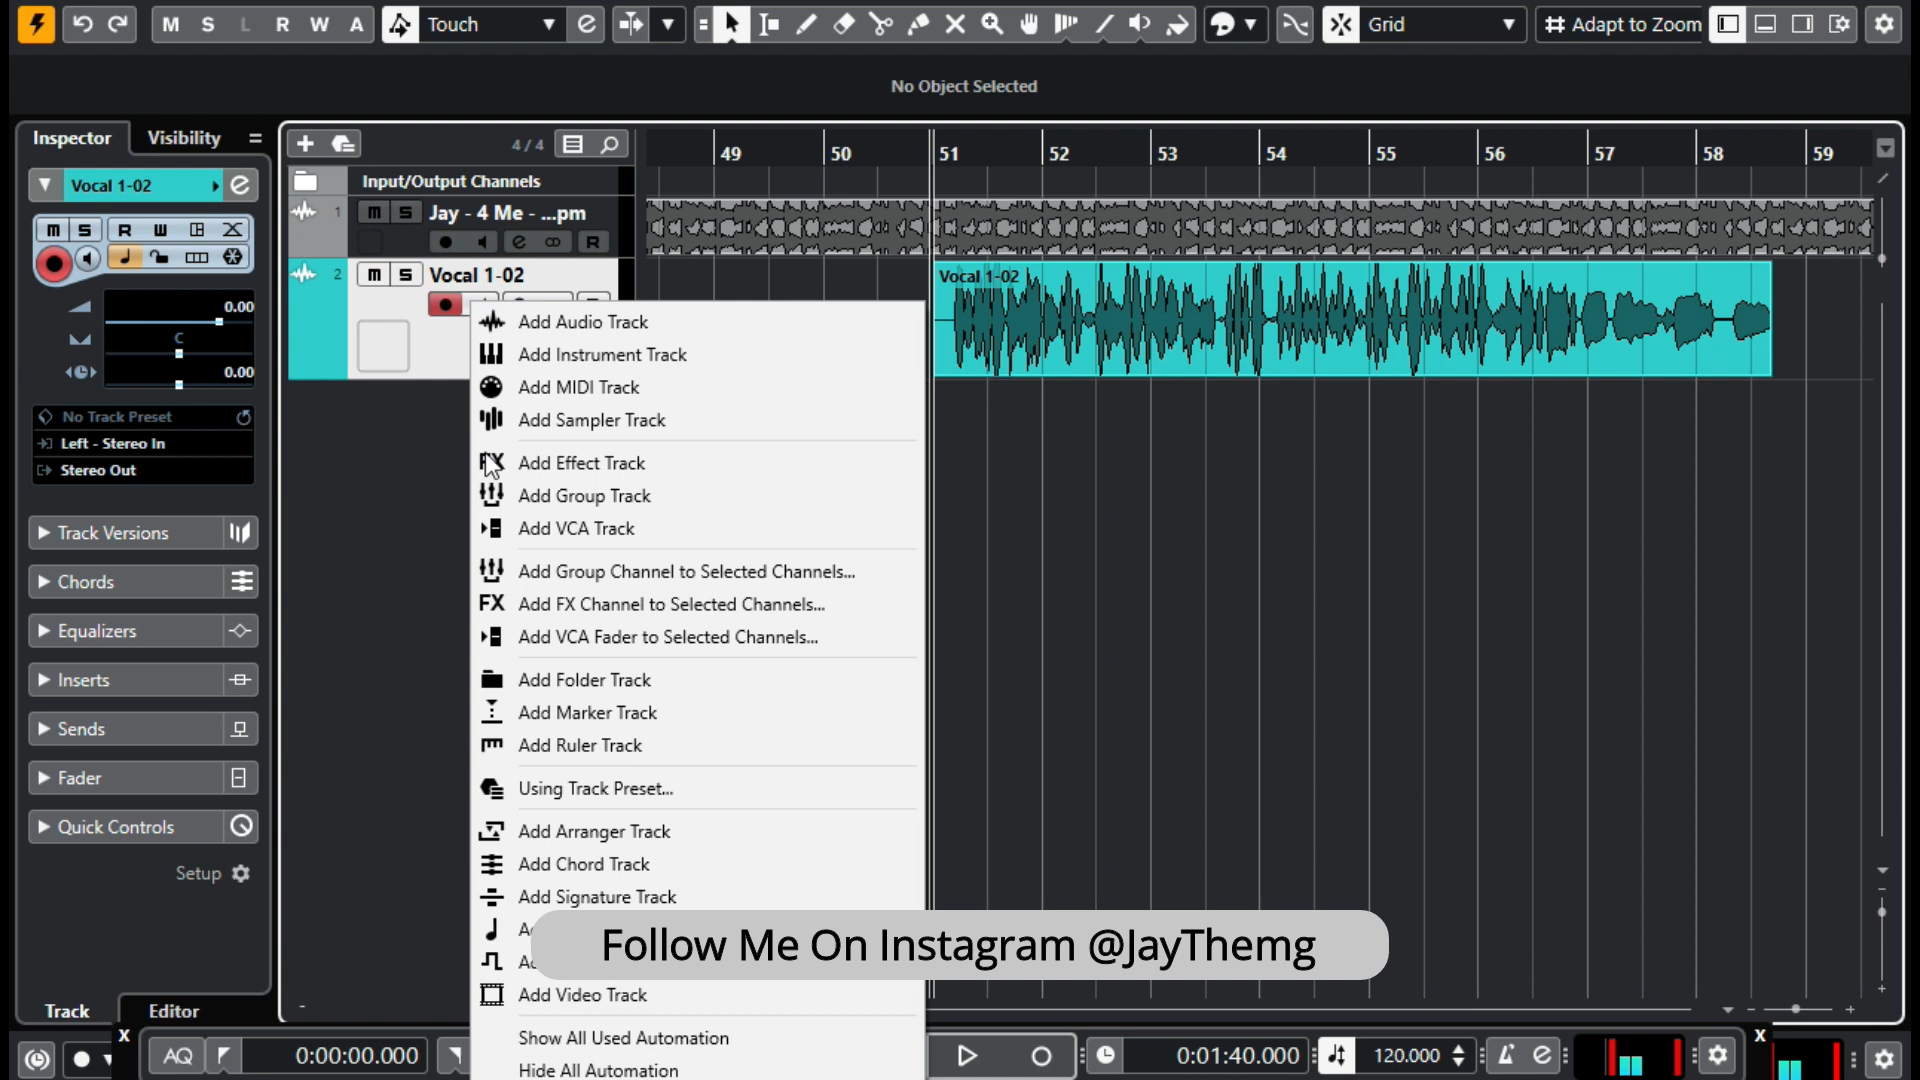 M S L R W A Touch Grid Adapt to Zoom
No Object Selected
Inspector Visibility
4 / 4
49 50 51 52 53 54 55 56 57 58 59
Vocal 1-02
Input/Output Channels
1 m S Jay - 4 Me - ...pm
R
2 m S Vocal 1-02
Vocal 1-02
m S R W
0.00
C
0.00
No Track Preset
Left - Stereo In
Stereo Out
Track Versions
Chords
Equalizers
Inserts
Sends
Fader
Quick Controls
Setup
Add Audio Track
Add Instrument Track
Add MIDI Track
Add Sampler Track
FX Add Effect Track
Add Group Track
Add VCA Track
Add Group Channel to Selected Channels...
FX Add FX Channel to Selected Channels...
Add VCA Fader to Selected Channels...
Add Folder Track
Add Marker Track
Add Ruler Track
Using Track Preset...
Add Arranger Track
Add Chord Track
Add Signature Track
Follow Me On Instagram @JayThemg
Add Video Track
Show All Used Automation
Hide All Automation
Track Editor
X
X
AQ 0:00:00.000 0:01:40.000 120.000